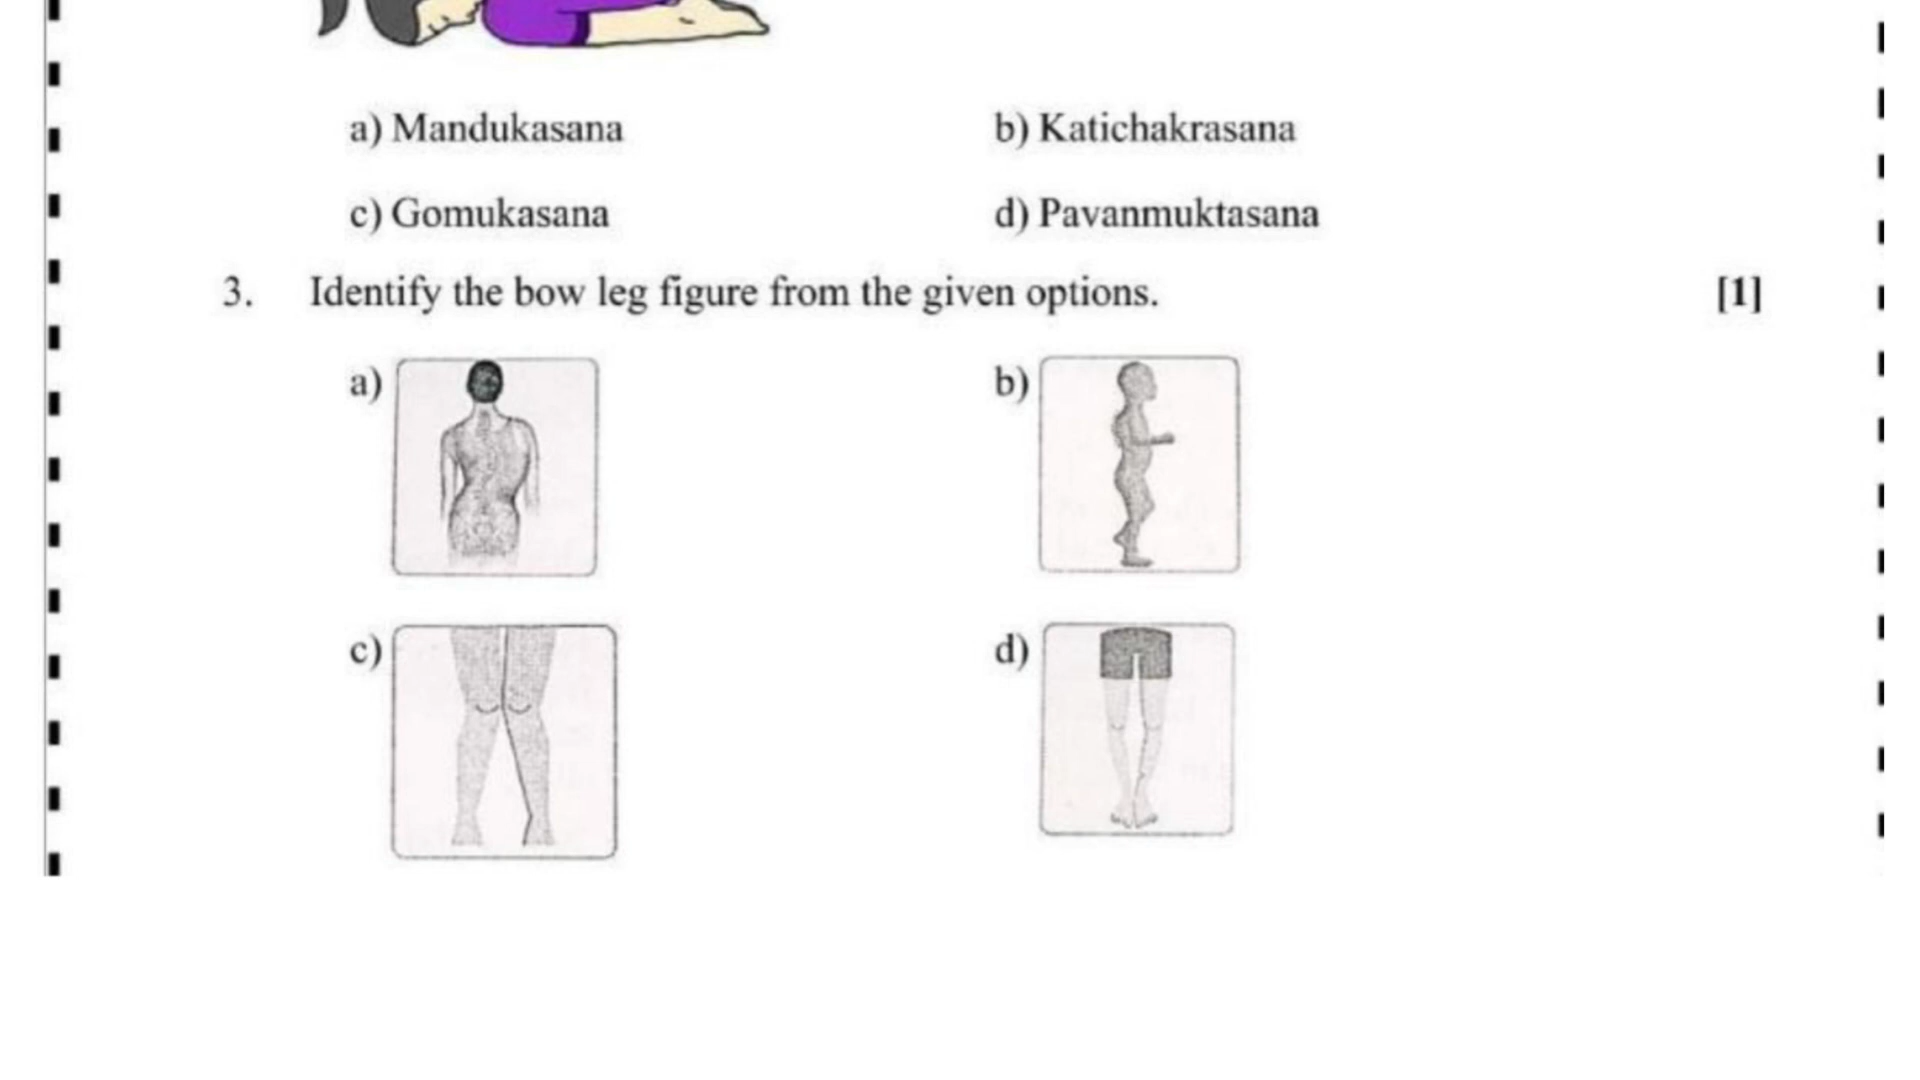 a) Mandukasana
b) Katichakrasana
c) Gomukasana
d) Pavanmuktasana
3. Identify the bow leg figure from the given options. [1]
a)
b)
c)
d)